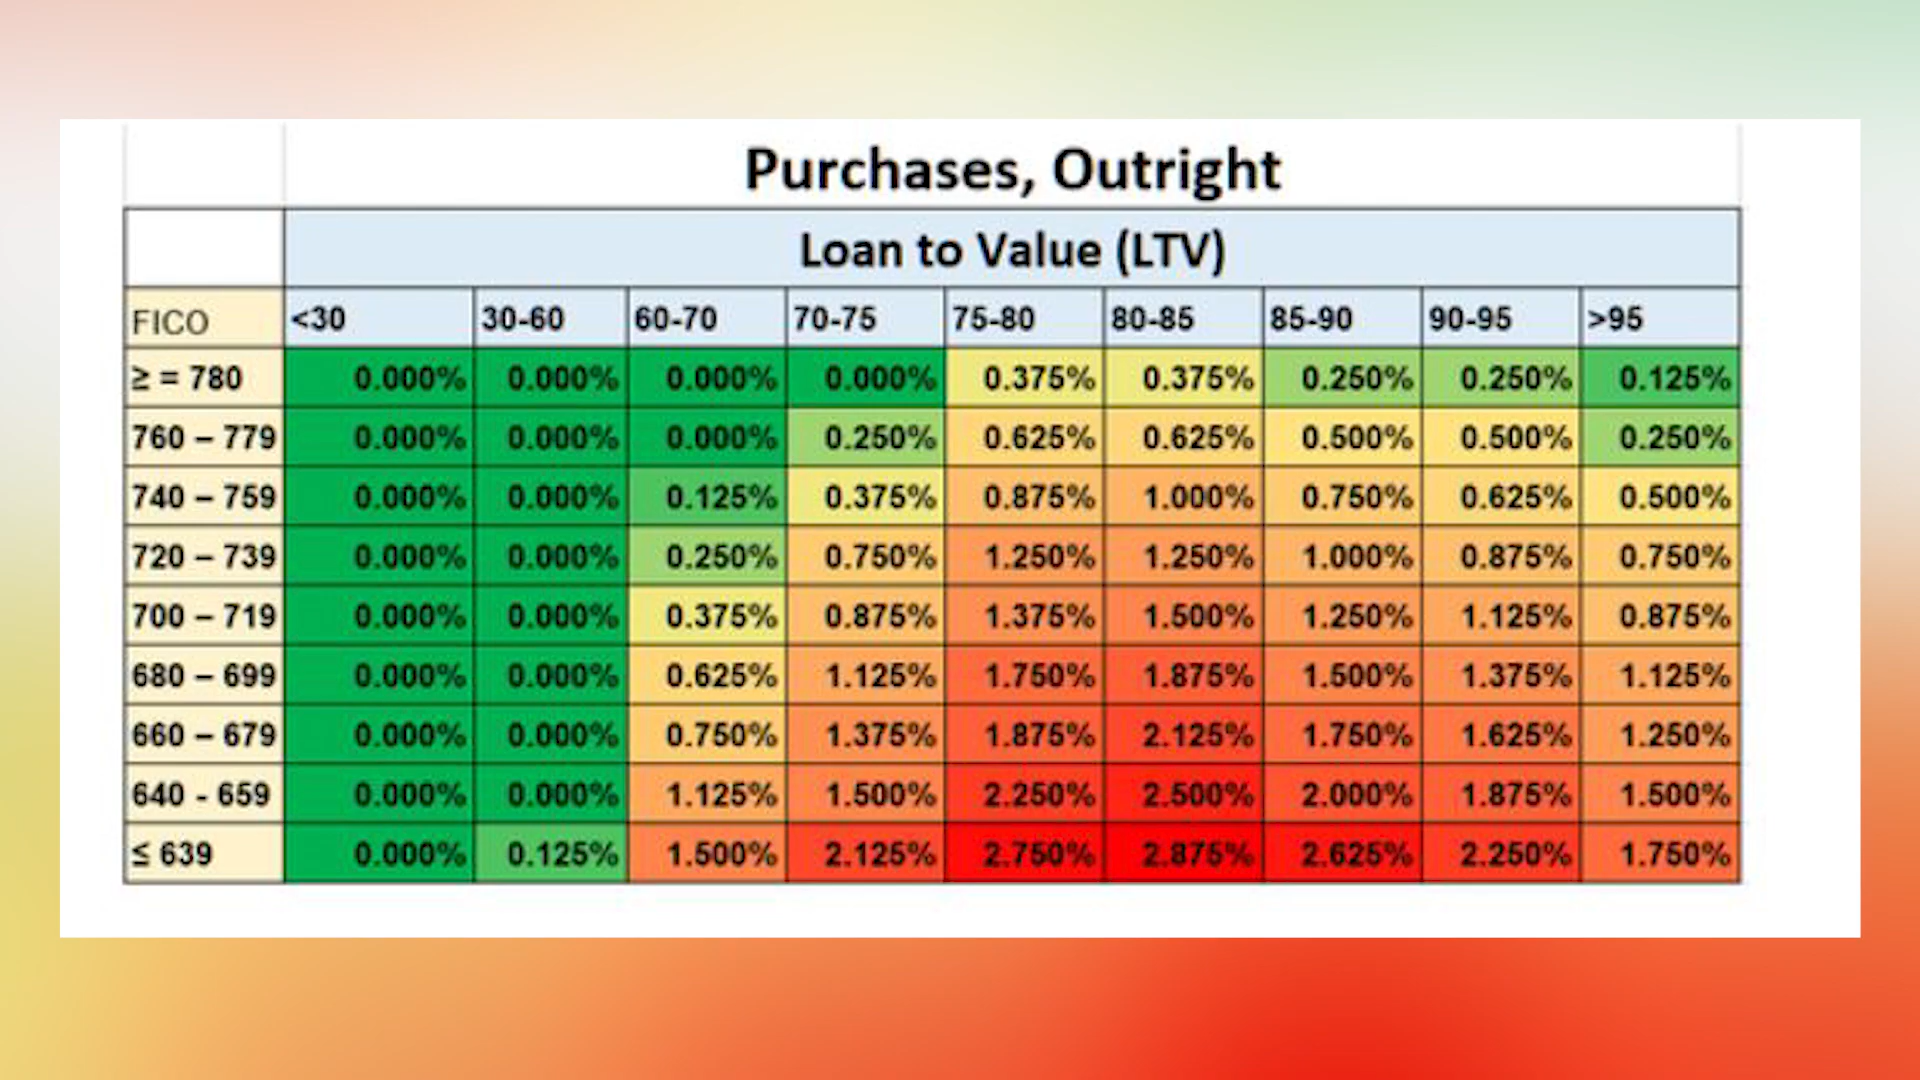 Purchases, Outright
Loan to Value (LTV)
FICO <30 30-60 60-70 70-75 75-80 80-85 85-90 90-95 >95
≥ = 780 0.000% 0.000% 0.000% 0.000% 0.375% 0.375% 0.250% 0.250% 0.125%
760 – 779 0.000% 0.000% 0.000% 0.250% 0.625% 0.625% 0.500% 0.500% 0.250%
740 – 759 0.000% 0.000% 0.125% 0.375% 0.875% 1.000% 0.750% 0.625% 0.500%
720 – 739 0.000% 0.000% 0.250% 0.750% 1.250% 1.250% 1.000% 0.875% 0.750%
700 – 719 0.000% 0.000% 0.375% 0.875% 1.375% 1.500% 1.250% 1.125% 0.875%
680 – 699 0.000% 0.000% 0.625% 1.125% 1.750% 1.875% 1.500% 1.375% 1.125%
660 – 679 0.000% 0.000% 0.750% 1.375% 1.875% 2.125% 1.750% 1.625% 1.250%
640 - 659 0.000% 0.000% 1.125% 1.500% 2.250% 2.500% 2.000% 1.875% 1.500%
≤ 639 0.000% 0.125% 1.500% 2.125% 2.750% 2.875% 2.625% 2.250% 1.750%